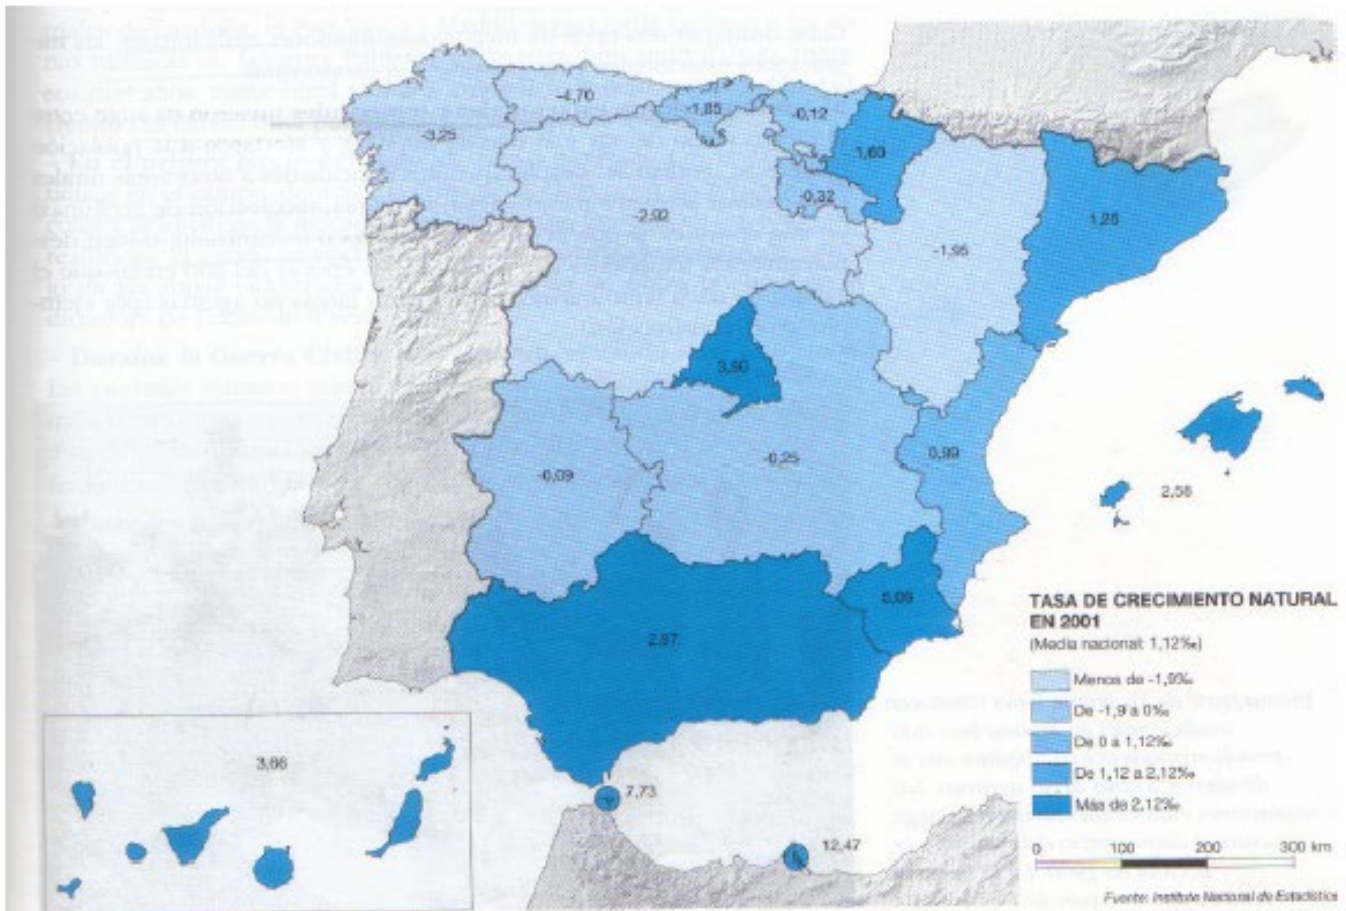 -4,70
-1,85
-0,12
-3,25
1,60
-0,32
-2,92
1,25
-1,95
3,90
-0,25
0,99
-0,09
2,56
5,09
2,97
TASA DE CRECIMIENTO NATURAL
EN 2001
(Media nacional: 1,12‰)
Menos de -1,9‰
De -1,9 a 0‰
De 0 a 1,12‰
De 1,12 a 2,12‰
Más de 2,12‰
3,66
7,73
12,47
0 100 200 300 km
Fuente: Instituto Nacional de Estadística